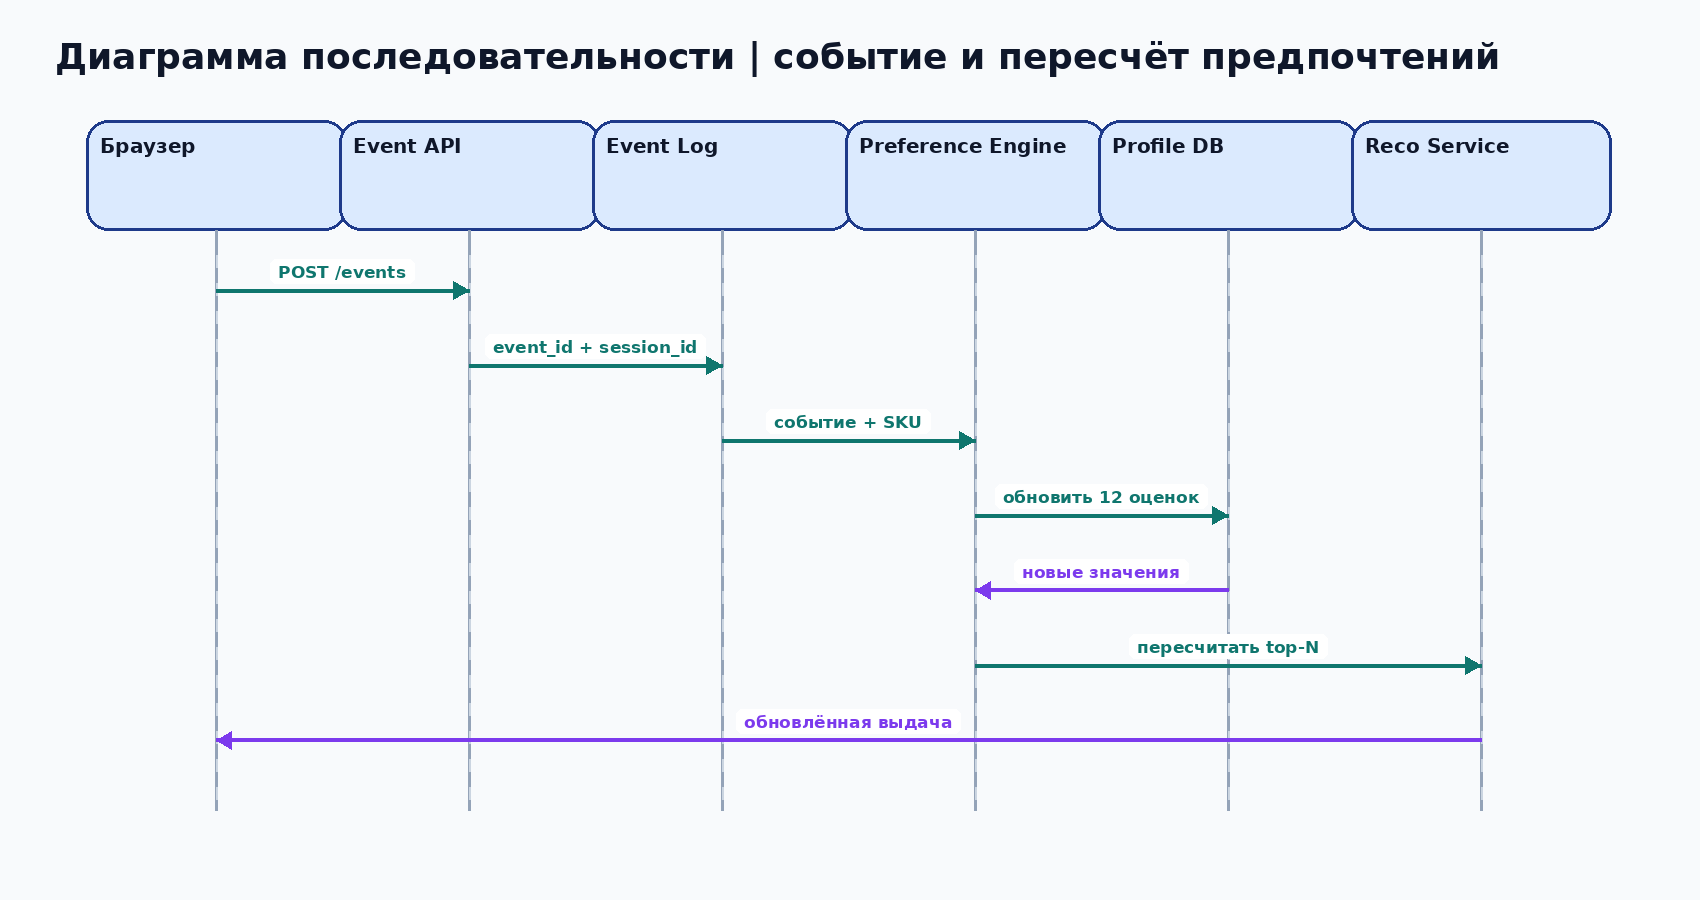 Диаграмма последовательности | событие и пересчёт предпочтений
Браузер
Event API
Event Log
Preference Engine
Profile DB
Reco Service
POST /events
event_id + session_id
событие + SKU
обновить 12 оценок
новые значения
пересчитать top-N
обновлённая выдача